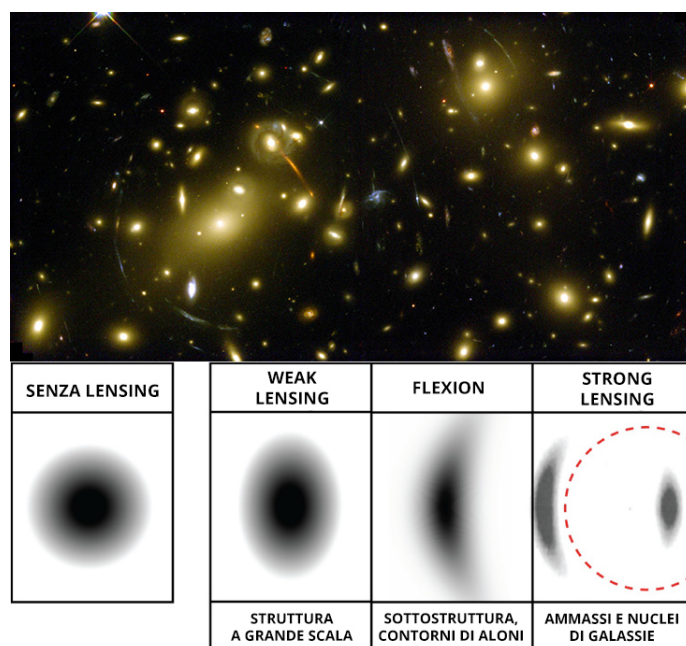 SENZA LENSING
WEAK
LENSING
FLEXION
STRONG
LENSING
STRUTTURA
A GRANDE SCALA
SOTTOSTRUTTURA,
CONTORNI DI ALONI
AMMASSI E NUCLEI
DI GALASSIE